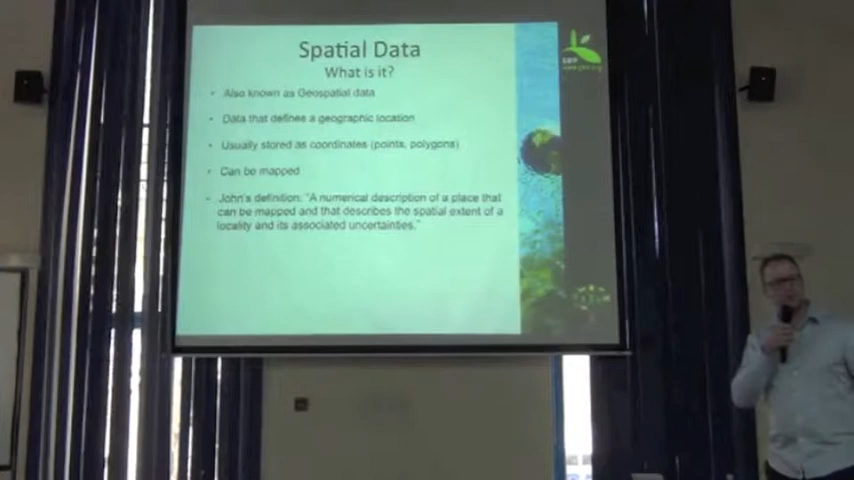 Spatial Data
What is it?
• Also known as Geospatial data
• Data that defines a geographic location
• Usually stored as coordinates (points, polygons)
• Can be mapped
• John's definition: "A numerical description of a place that
can be mapped and that describes the spatial extent of a
locality and its associated uncertainties."